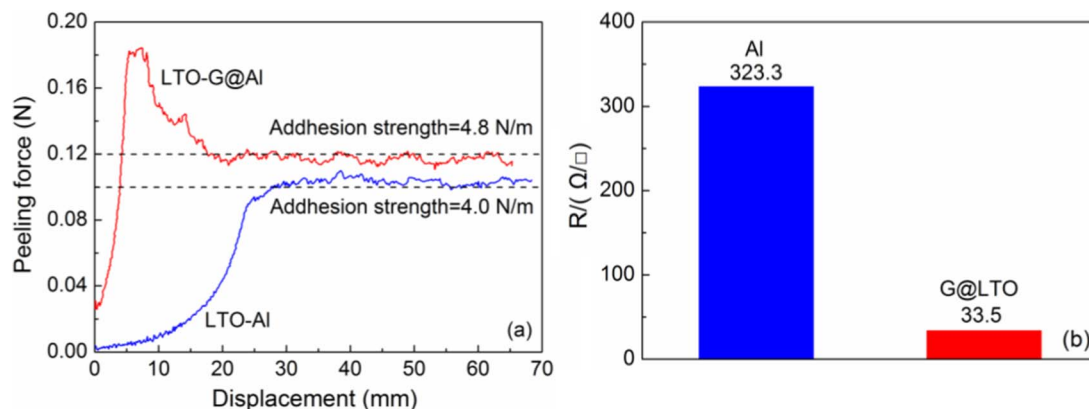 0.20
0.16
0.12
0.08
0.04
0.00
Peeling force (N)
LTO-G@Al
Addhesion strength=4.8 N/m
Addhesion strength=4.0 N/m
LTO-Al
(a)
0 10 20 30 40 50 60 70
Displacement (mm)
400
300
200
100
0
R/( Ω/□)
Al
323.3
G@LTO
33.5
(b)